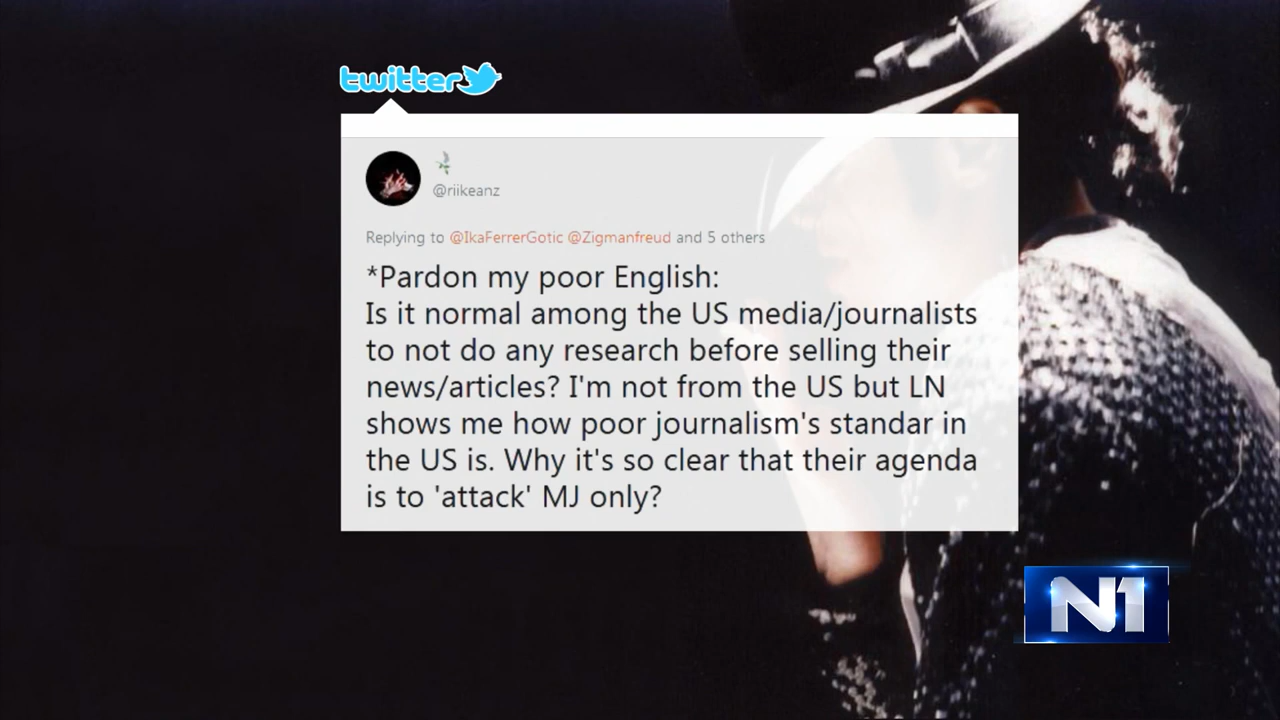 twitter
@riikeanz
Replying to @IkaFerrerGotic @Zigmanfreud and 5 others
*Pardon my poor English:
Is it normal among the US media/journalists
to not do any research before selling their
news/articles? I'm not from the US but LN
shows me how poor journalism's standar in
the US is. Why it's so clear that their agenda
is to 'attack' MJ only?
N1